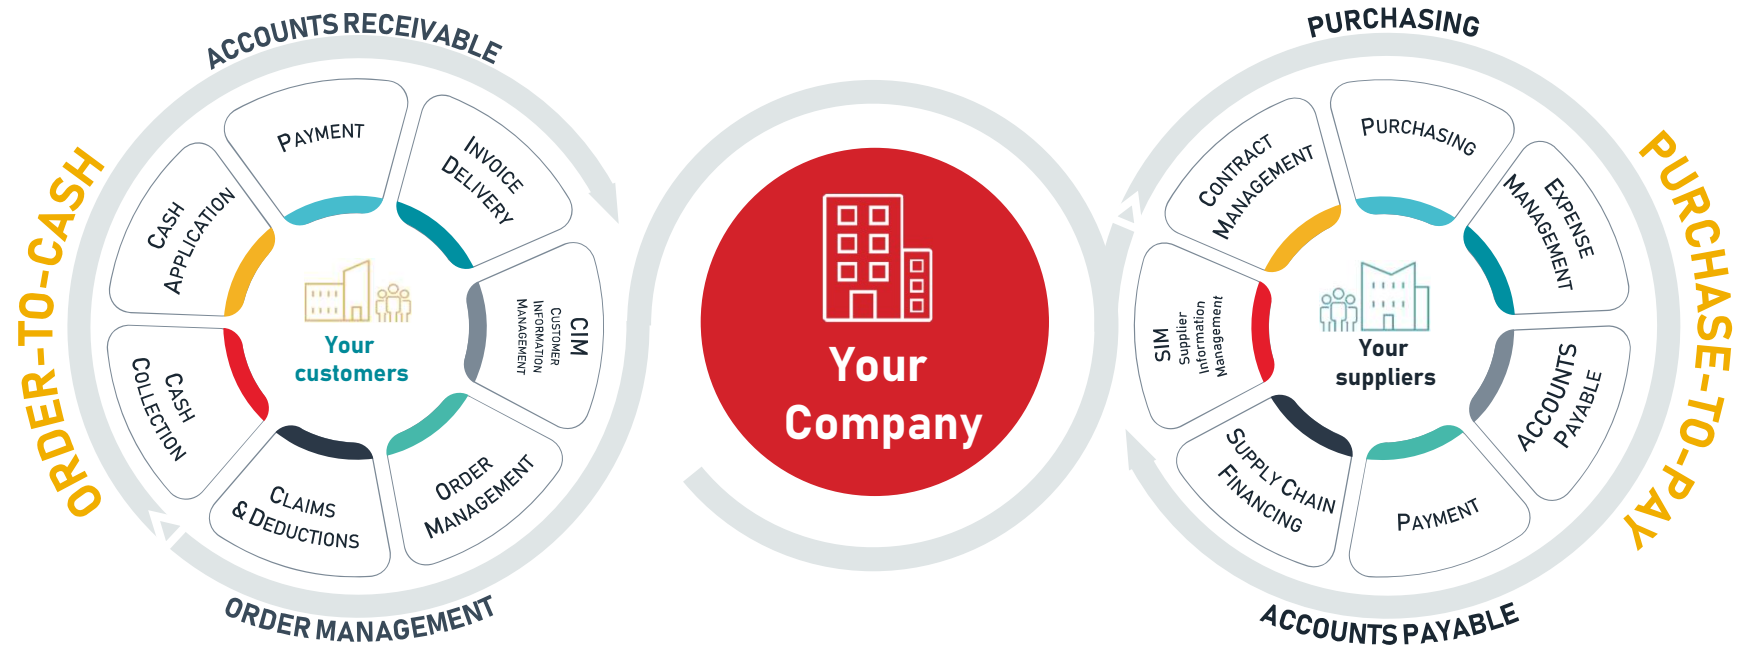 ACCOUNTS RECEIVABLE
ORDER-TO-CASH
PAYMENT
INVOICE
DELIVERY
CIM
CUSTOMER
INFORMATION
MANAGEMENT
ORDER
MANAGEMENT
CLAIMS
& DEDUCTIONS
CASH
COLLECTION
CASH
APPLICATION
Your
customers
ORDER MANAGEMENT
Your
Company
PURCHASING
PURCHASE-TO-PAY
PURCHASING
EXPENSE
MANAGEMENT
ACCOUNTS
PAYABLE
PAYMENT
SUPPLY CHAIN
FINANCING
SIM
Supplier
Information
Management
CONTRACT
MANAGEMENT
Your
suppliers
ACCOUNTS PAYABLE